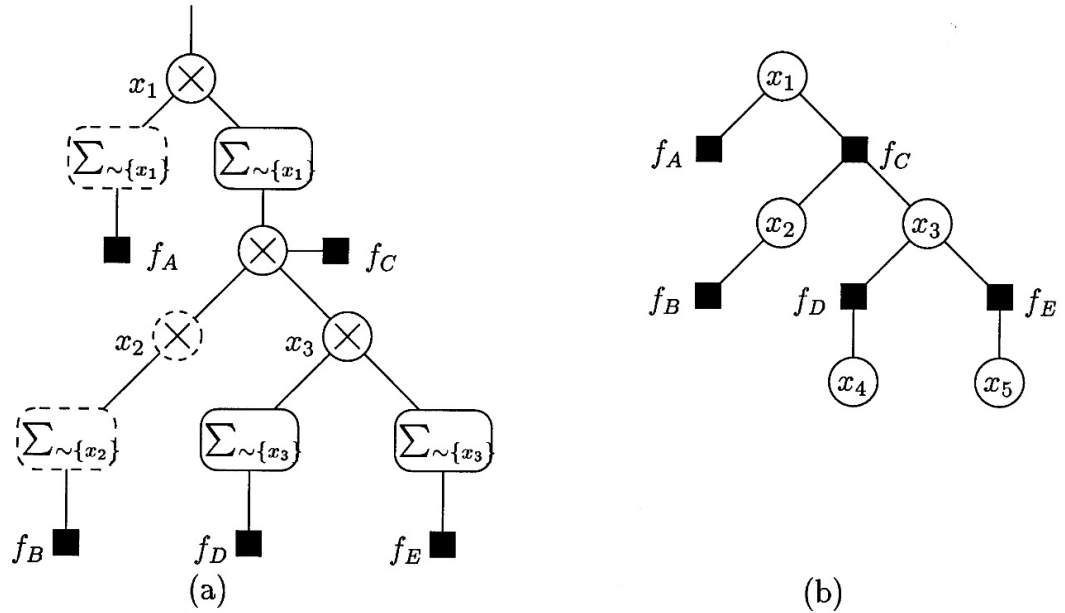 x₁
∑∼{x₁} ∑∼{x₁}
f_A f_C
x₂ x₃
∑∼{x₂} ∑∼{x₃} ∑∼{x₃}
f_B f_D f_E
(a)
x₁
f_A f_C
x₂ x₃
f_B f_D f_E
x₄ x₅
(b)